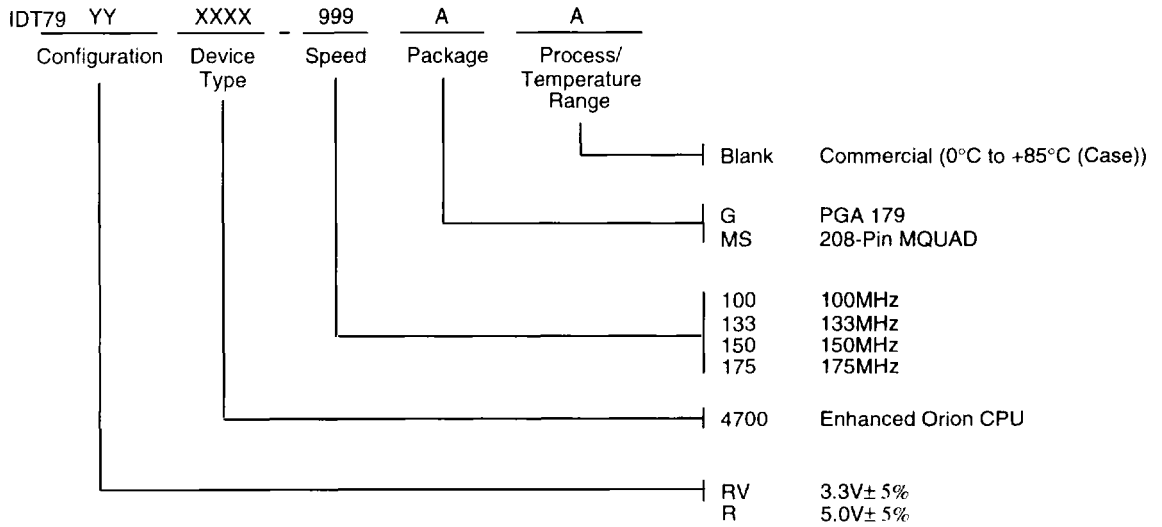 IDT79 YY XXXX - 999 A A
Configuration Device Type Speed Package Process/ Temperature Range
Blank Commercial (0°C to +85°C (Case))
G PGA 179
MS 208-Pin MQUAD
100 100MHz
133 133MHz
150 150MHz
175 175MHz
4700 Enhanced Orion CPU
RV 3.3V± 5%
R 5.0V± 5%